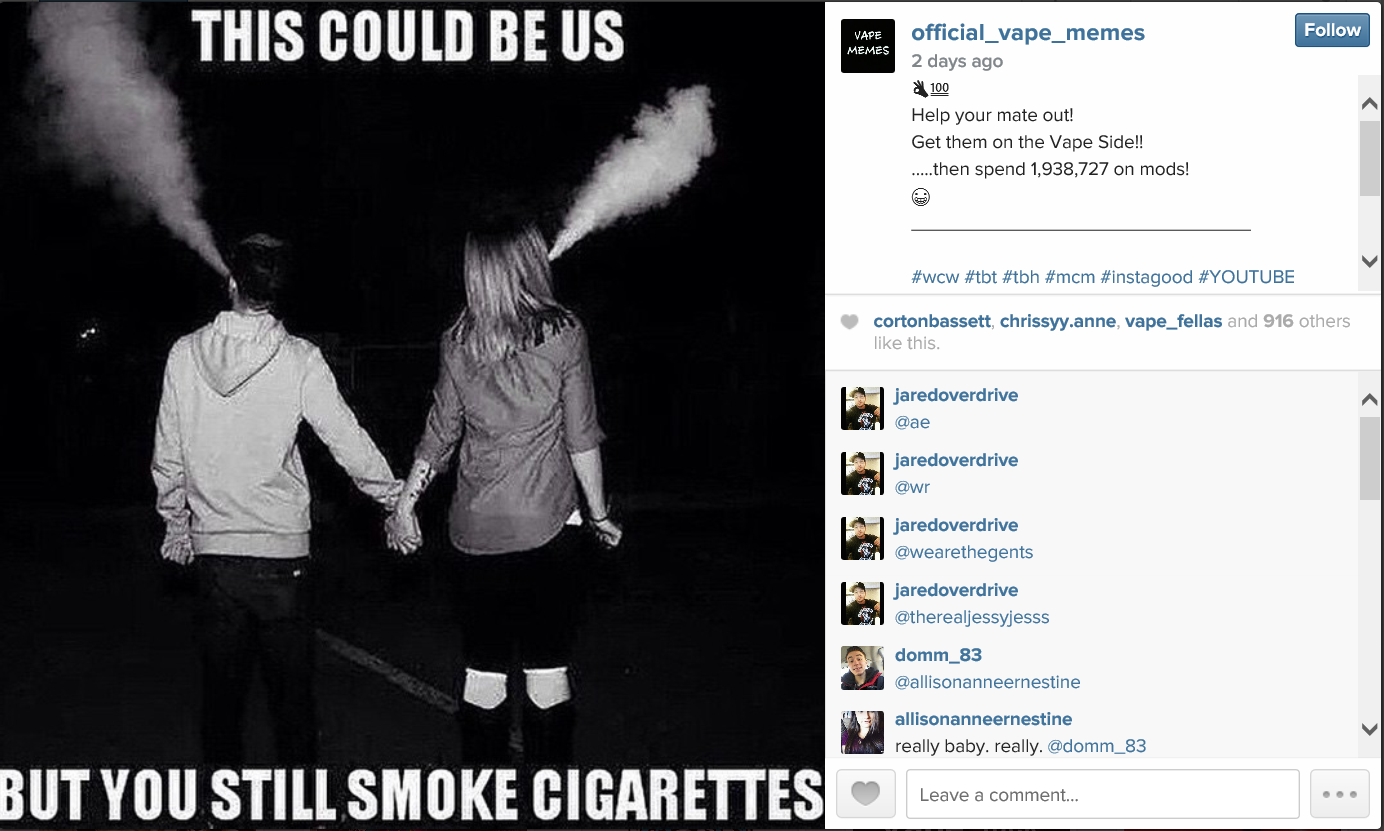 THIS COULD BE US
BUT YOU STILL SMOKE CIGARETTES
VAPE
MEMES
official_vape_memes
Follow
2 days ago
👌💯
Help your mate out!
Get them on the Vape Side!!
.....then spend 1,938,727 on mods!
😀
#wcw #tbt #tbh #mcm #instagood #YOUTUBE
cortonbassett, chrissyy.anne, vape_fellas and 916 others
like this.
jaredoverdrive
@ae
jaredoverdrive
@wr
jaredoverdrive
@wearethegents
jaredoverdrive
@therealjessyjesss
domm_83
@allisonanneernestine
allisonanneernestine
really baby. really. @domm_83
Leave a comment...